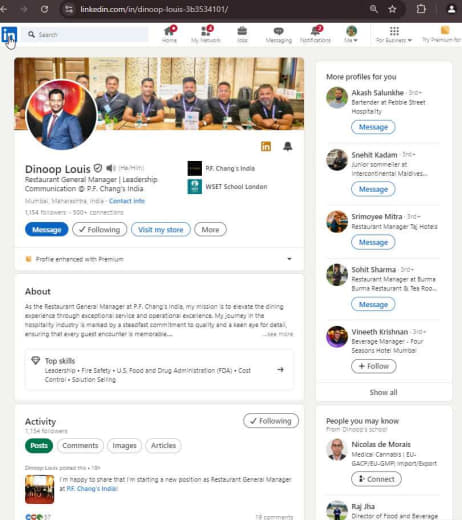 linkedin.com/in/dinoop-louis-3b3534101/
in
Search
Home
My Network
Jobs
Messaging
Notifications
Me
For Business
Try Premium for
Dinoop Louis (He/Him)
Restaurant General Manager | Leadership
Communication @ P.F. Chang's India
Mumbai, Maharashtra, India · Contact info
1,154 followers · 500+ connections
P.F. Chang's India
WSET School London
Message
Following
Visit my store
More
Profile enhanced with Premium
About
As the Restaurant General Manager at P.F. Chang's India, my mission is to elevate the dining
experience through exceptional service and operational excellence. My journey in the
hospitality industry is marked by a steadfast commitment to quality and a keen eye for detail,
ensuring that every guest encounter is memorable...
...see more
Top skills
Leadership • Fire Safety • U.S. Food and Drug Administration (FDA) • Cost
Control • Solution Selling
Activity
1,154 followers
Following
Posts
Comments
Images
Articles
Dinoop Louis posted this • 10h
I'm happy to share that I'm starting a new position as Restaurant General Manager
at P.F. Chang's India!
57
18 comments
More profiles for you
Akash Salunkhe · 3rd+
Bartender at Pebble Street
Hospitality
Message
Snehit Kadam · 3rd+
Junior sommelier at
Intercontinental Maldives...
Message
Srimoyee Mitra · 3rd+
Restaurant Manager Taj Hotels
Message
Sohit Sharma · 3rd+
Restaurant Manager at Burma
Burma Restaurant & Tea Roo...
Message
Vineeth Krishnan · 3rd+
Beverage Manager - Four
Seasons Hotel Mumbai
+ Follow
Show all
People you may know
From Dinoop's school
Nicolas de Morais
Medical Cannabist | EU-
GACP/EU-GMP| Import/Export
Connect
Raj Jha
Director of Food and Beverage